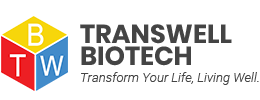 B
T W
TRANSWELL
BIOTECH
Transform Your Life, Living Well.